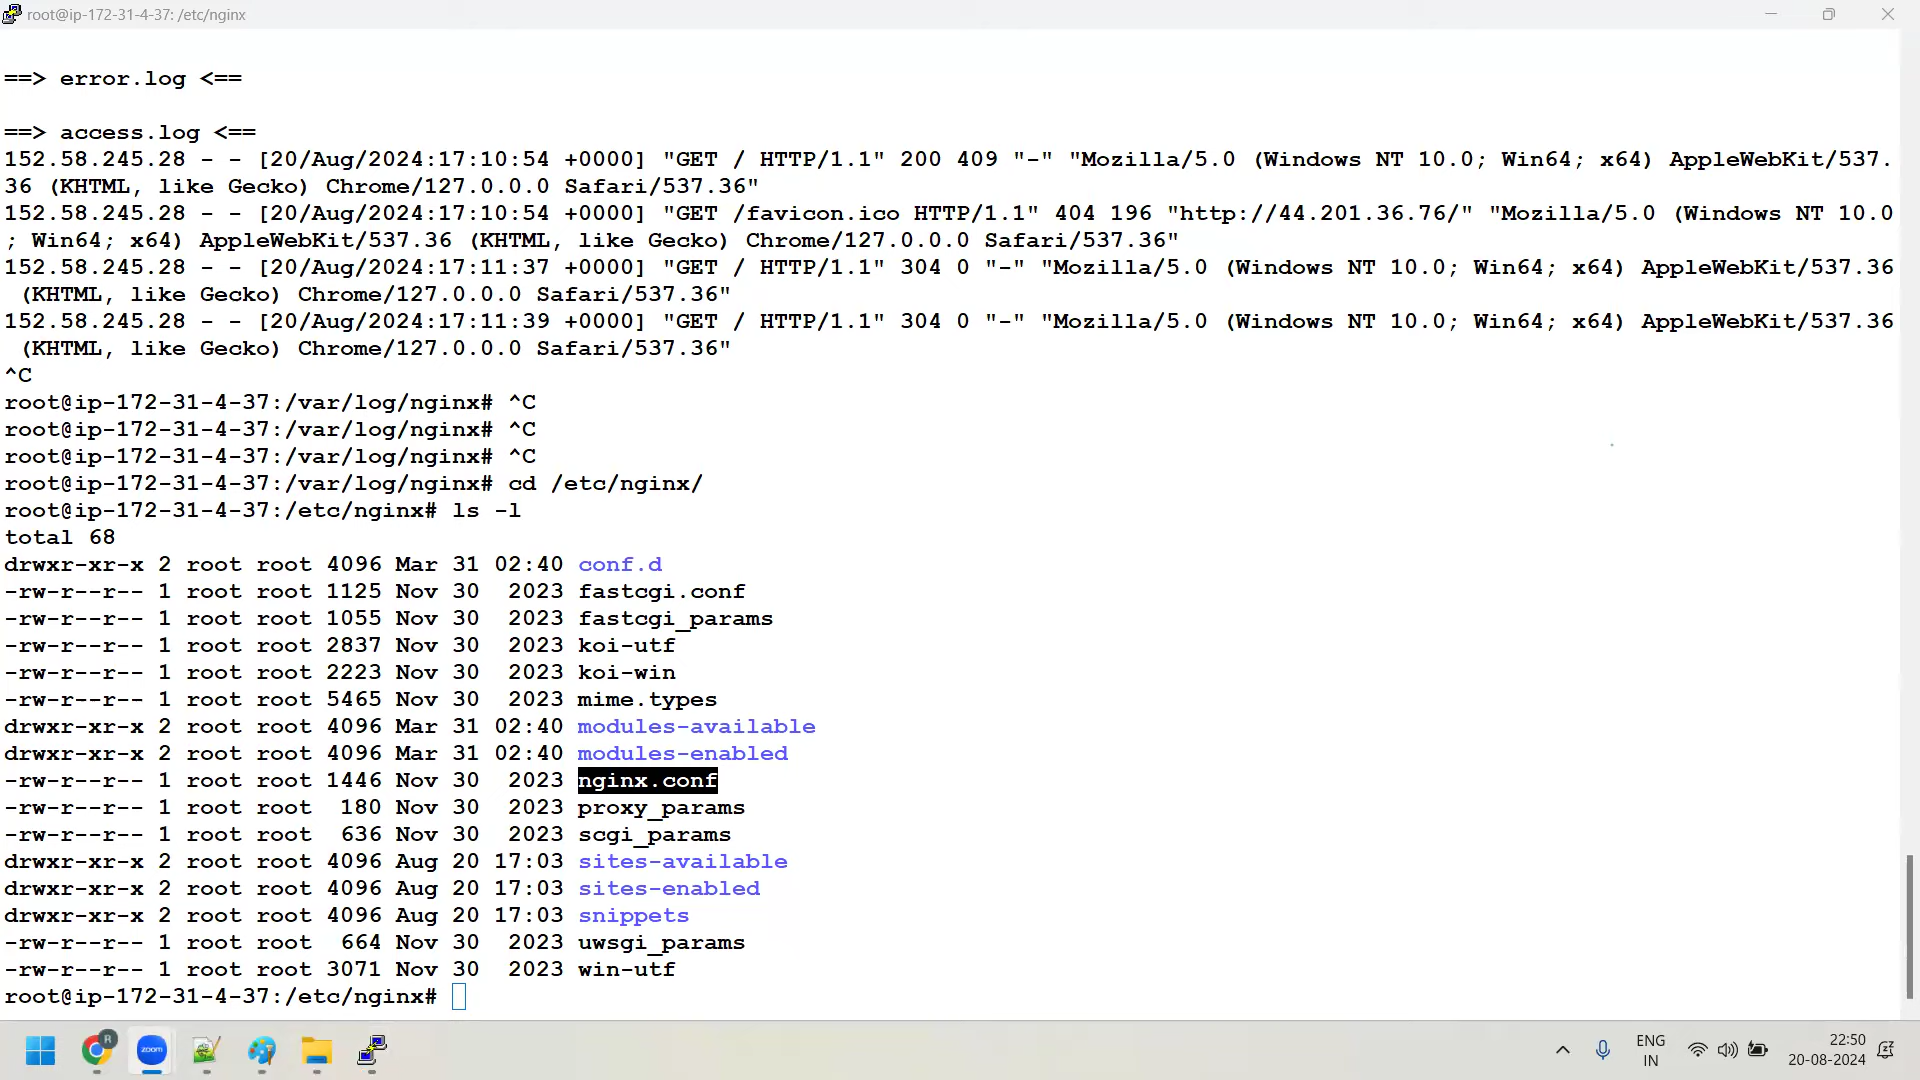 root@ip-172-31-4-37: /etc/nginx
==> error.log <==
==> access.log <==
152.58.245.28 - - [20/Aug/2024:17:10:54 +0000] "GET / HTTP/1.1" 200 409 "-" "Mozilla/5.0 (Windows NT 10.0; Win64; x64) AppleWebKit/537.
36 (KHTML, like Gecko) Chrome/127.0.0.0 Safari/537.36"
152.58.245.28 - - [20/Aug/2024:17:10:54 +0000] "GET /favicon.ico HTTP/1.1" 404 196 "http://44.201.36.76/" "Mozilla/5.0 (Windows NT 10.0
; Win64; x64) AppleWebKit/537.36 (KHTML, like Gecko) Chrome/127.0.0.0 Safari/537.36"
152.58.245.28 - - [20/Aug/2024:17:11:37 +0000] "GET / HTTP/1.1" 304 0 "-" "Mozilla/5.0 (Windows NT 10.0; Win64; x64) AppleWebKit/537.36
 (KHTML, like Gecko) Chrome/127.0.0.0 Safari/537.36"
152.58.245.28 - - [20/Aug/2024:17:11:39 +0000] "GET / HTTP/1.1" 304 0 "-" "Mozilla/5.0 (Windows NT 10.0; Win64; x64) AppleWebKit/537.36
 (KHTML, like Gecko) Chrome/127.0.0.0 Safari/537.36"
^C
root@ip-172-31-4-37:/var/log/nginx# ^C
root@ip-172-31-4-37:/var/log/nginx# ^C
root@ip-172-31-4-37:/var/log/nginx# ^C
root@ip-172-31-4-37:/var/log/nginx# cd /etc/nginx/
root@ip-172-31-4-37:/etc/nginx# ls -l
total 68
drwxr-xr-x 2 root root 4096 Mar 31 02:40 conf.d
-rw-r--r-- 1 root root 1125 Nov 30  2023 fastcgi.conf
-rw-r--r-- 1 root root 1055 Nov 30  2023 fastcgi_params
-rw-r--r-- 1 root root 2837 Nov 30  2023 koi-utf
-rw-r--r-- 1 root root 2223 Nov 30  2023 koi-win
-rw-r--r-- 1 root root 5465 Nov 30  2023 mime.types
drwxr-xr-x 2 root root 4096 Mar 31 02:40 modules-available
drwxr-xr-x 2 root root 4096 Mar 31 02:40 modules-enabled
-rw-r--r-- 1 root root 1446 Nov 30  2023 nginx.conf
-rw-r--r-- 1 root root  180 Nov 30  2023 proxy_params
-rw-r--r-- 1 root root  636 Nov 30  2023 scgi_params
drwxr-xr-x 2 root root 4096 Aug 20 17:03 sites-available
drwxr-xr-x 2 root root 4096 Aug 20 17:03 sites-enabled
drwxr-xr-x 2 root root 4096 Aug 20 17:03 snippets
-rw-r--r-- 1 root root  664 Nov 30  2023 uwsgi_params
-rw-r--r-- 1 root root 3071 Nov 30  2023 win-utf
root@ip-172-31-4-37:/etc/nginx#
R
zoom
ENG
IN
22:50
20-08-2024